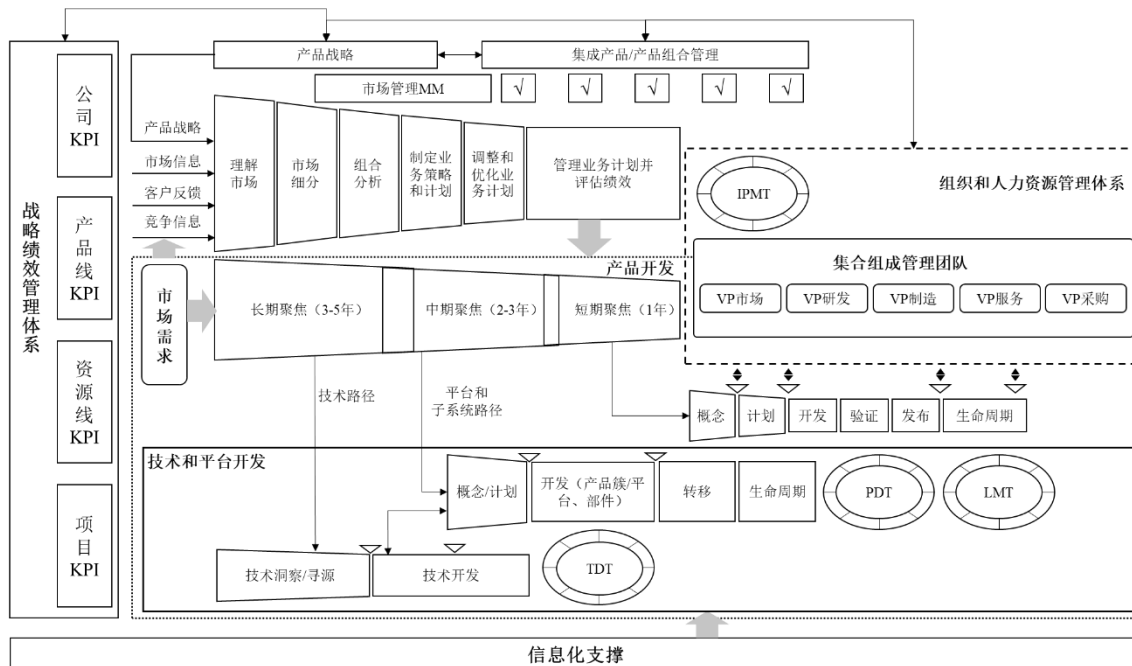 产品战略
集成产品/产品组合管理
市场管理MM
√
√
√
√
√
战略绩效管理体系
公司
KPI
产品线
KPI
资源线
KPI
项目
KPI
产品战略
市场信息
客户反馈
竞争信息
理解
市场
市场
细分
组合
分析
制定业
务策略
和计划
调整和
优化业
务计划
管理业务计划并
评估绩效
IPMT
组织和人力资源管理体系
集合组成管理团队
VP市场
VP研发
VP制造
VP服务
VP采购
产品开发
市场需求
长期聚焦（3-5年）
中期聚焦（2-3年）
短期聚焦（1年）
技术路径
平台和
子系统路径
概念
计划
开发
验证
发布
生命周期
技术和平台开发
概念/计划
开发（产品簇/平
台、部件）
转移
生命周期
PDT
LMT
技术洞察/寻源
技术开发
TDT
信息化支撑